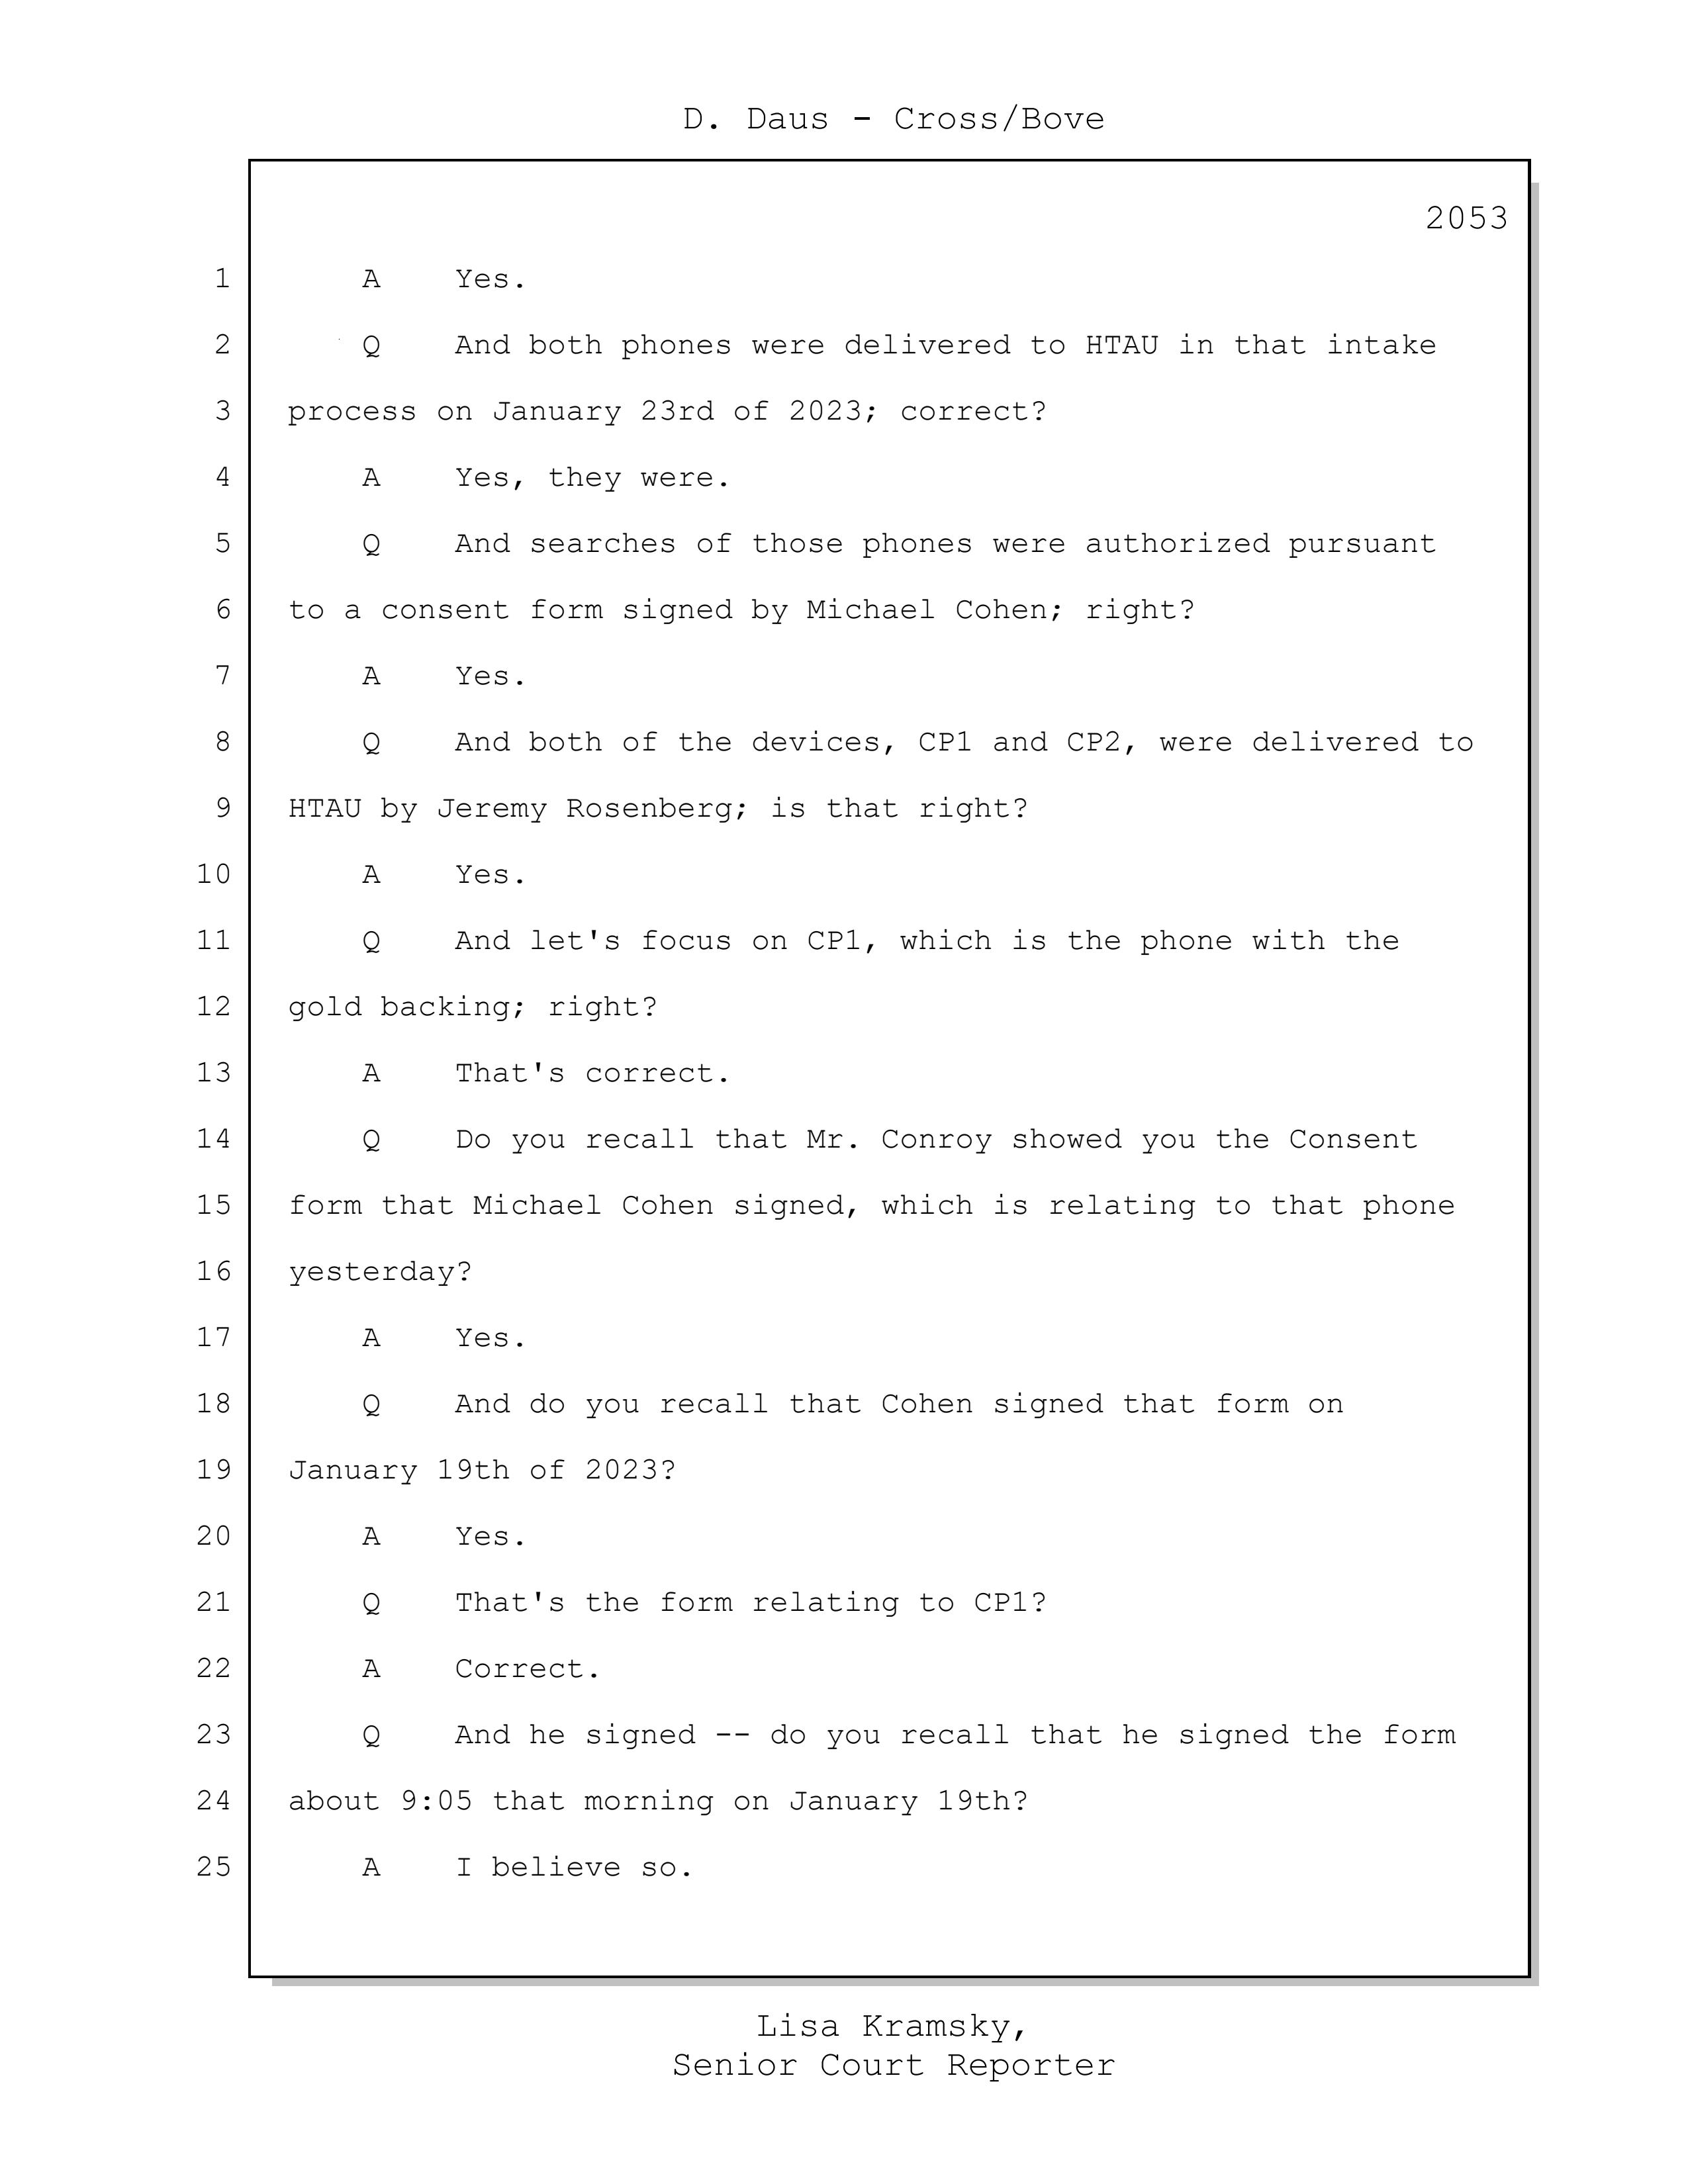 D. Daus - Cross/Bove
2053
1 A Yes.
2 Q And both phones were delivered to HTAU in that intake
3 process on January 23rd of 2023; correct?
4 A Yes, they were.
5 Q And searches of those phones were authorized pursuant
6 to a consent form signed by Michael Cohen; right?
7 A Yes.
8 Q And both of the devices, CP1 and CP2, were delivered to
9 HTAU by Jeremy Rosenberg; is that right?
10 A Yes.
11 Q And let's focus on CP1, which is the phone with the
12 gold backing; right?
13 A That's correct.
14 Q Do you recall that Mr. Conroy showed you the Consent
15 form that Michael Cohen signed, which is relating to that phone
16 yesterday?
17 A Yes.
18 Q And do you recall that Cohen signed that form on
19 January 19th of 2023?
20 A Yes.
21 Q That's the form relating to CP1?
22 A Correct.
23 Q And he signed -- do you recall that he signed the form
24 about 9:05 that morning on January 19th?
25 A I believe so.
Lisa Kramsky,
Senior Court Reporter